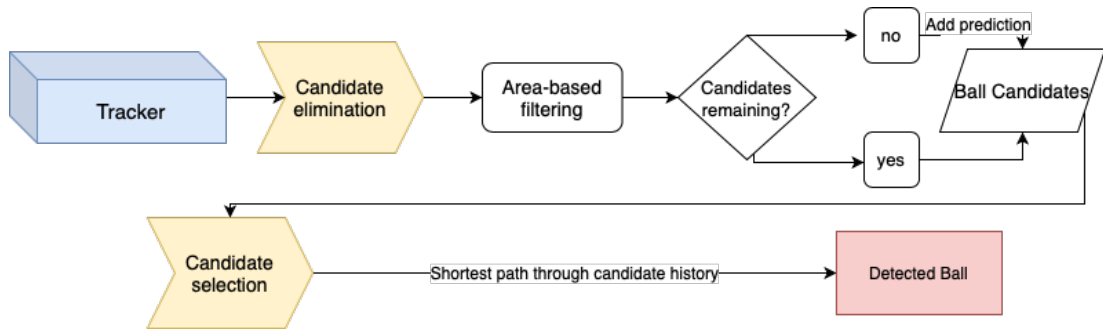 Tracker
Candidate
elimination
Area-based
filtering
Candidates
remaining?
no
Add prediction
yes
Ball Candidates
Candidate
selection
Shortest path through candidate history
Detected Ball